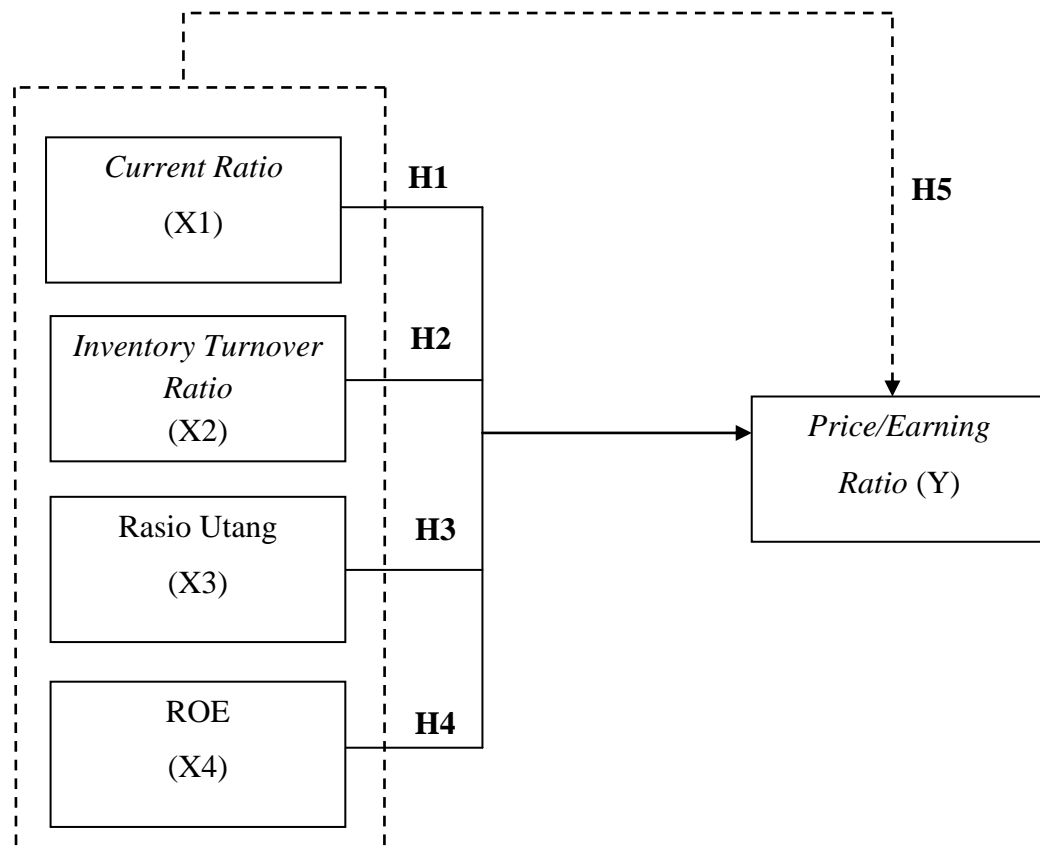 Current Ratio
(X1)
H1
H5
Inventory Turnover
Ratio
(X2)
H2
Price/Earning
Ratio (Y)
Rasio Utang
(X3)
H3
ROE
(X4)
H4